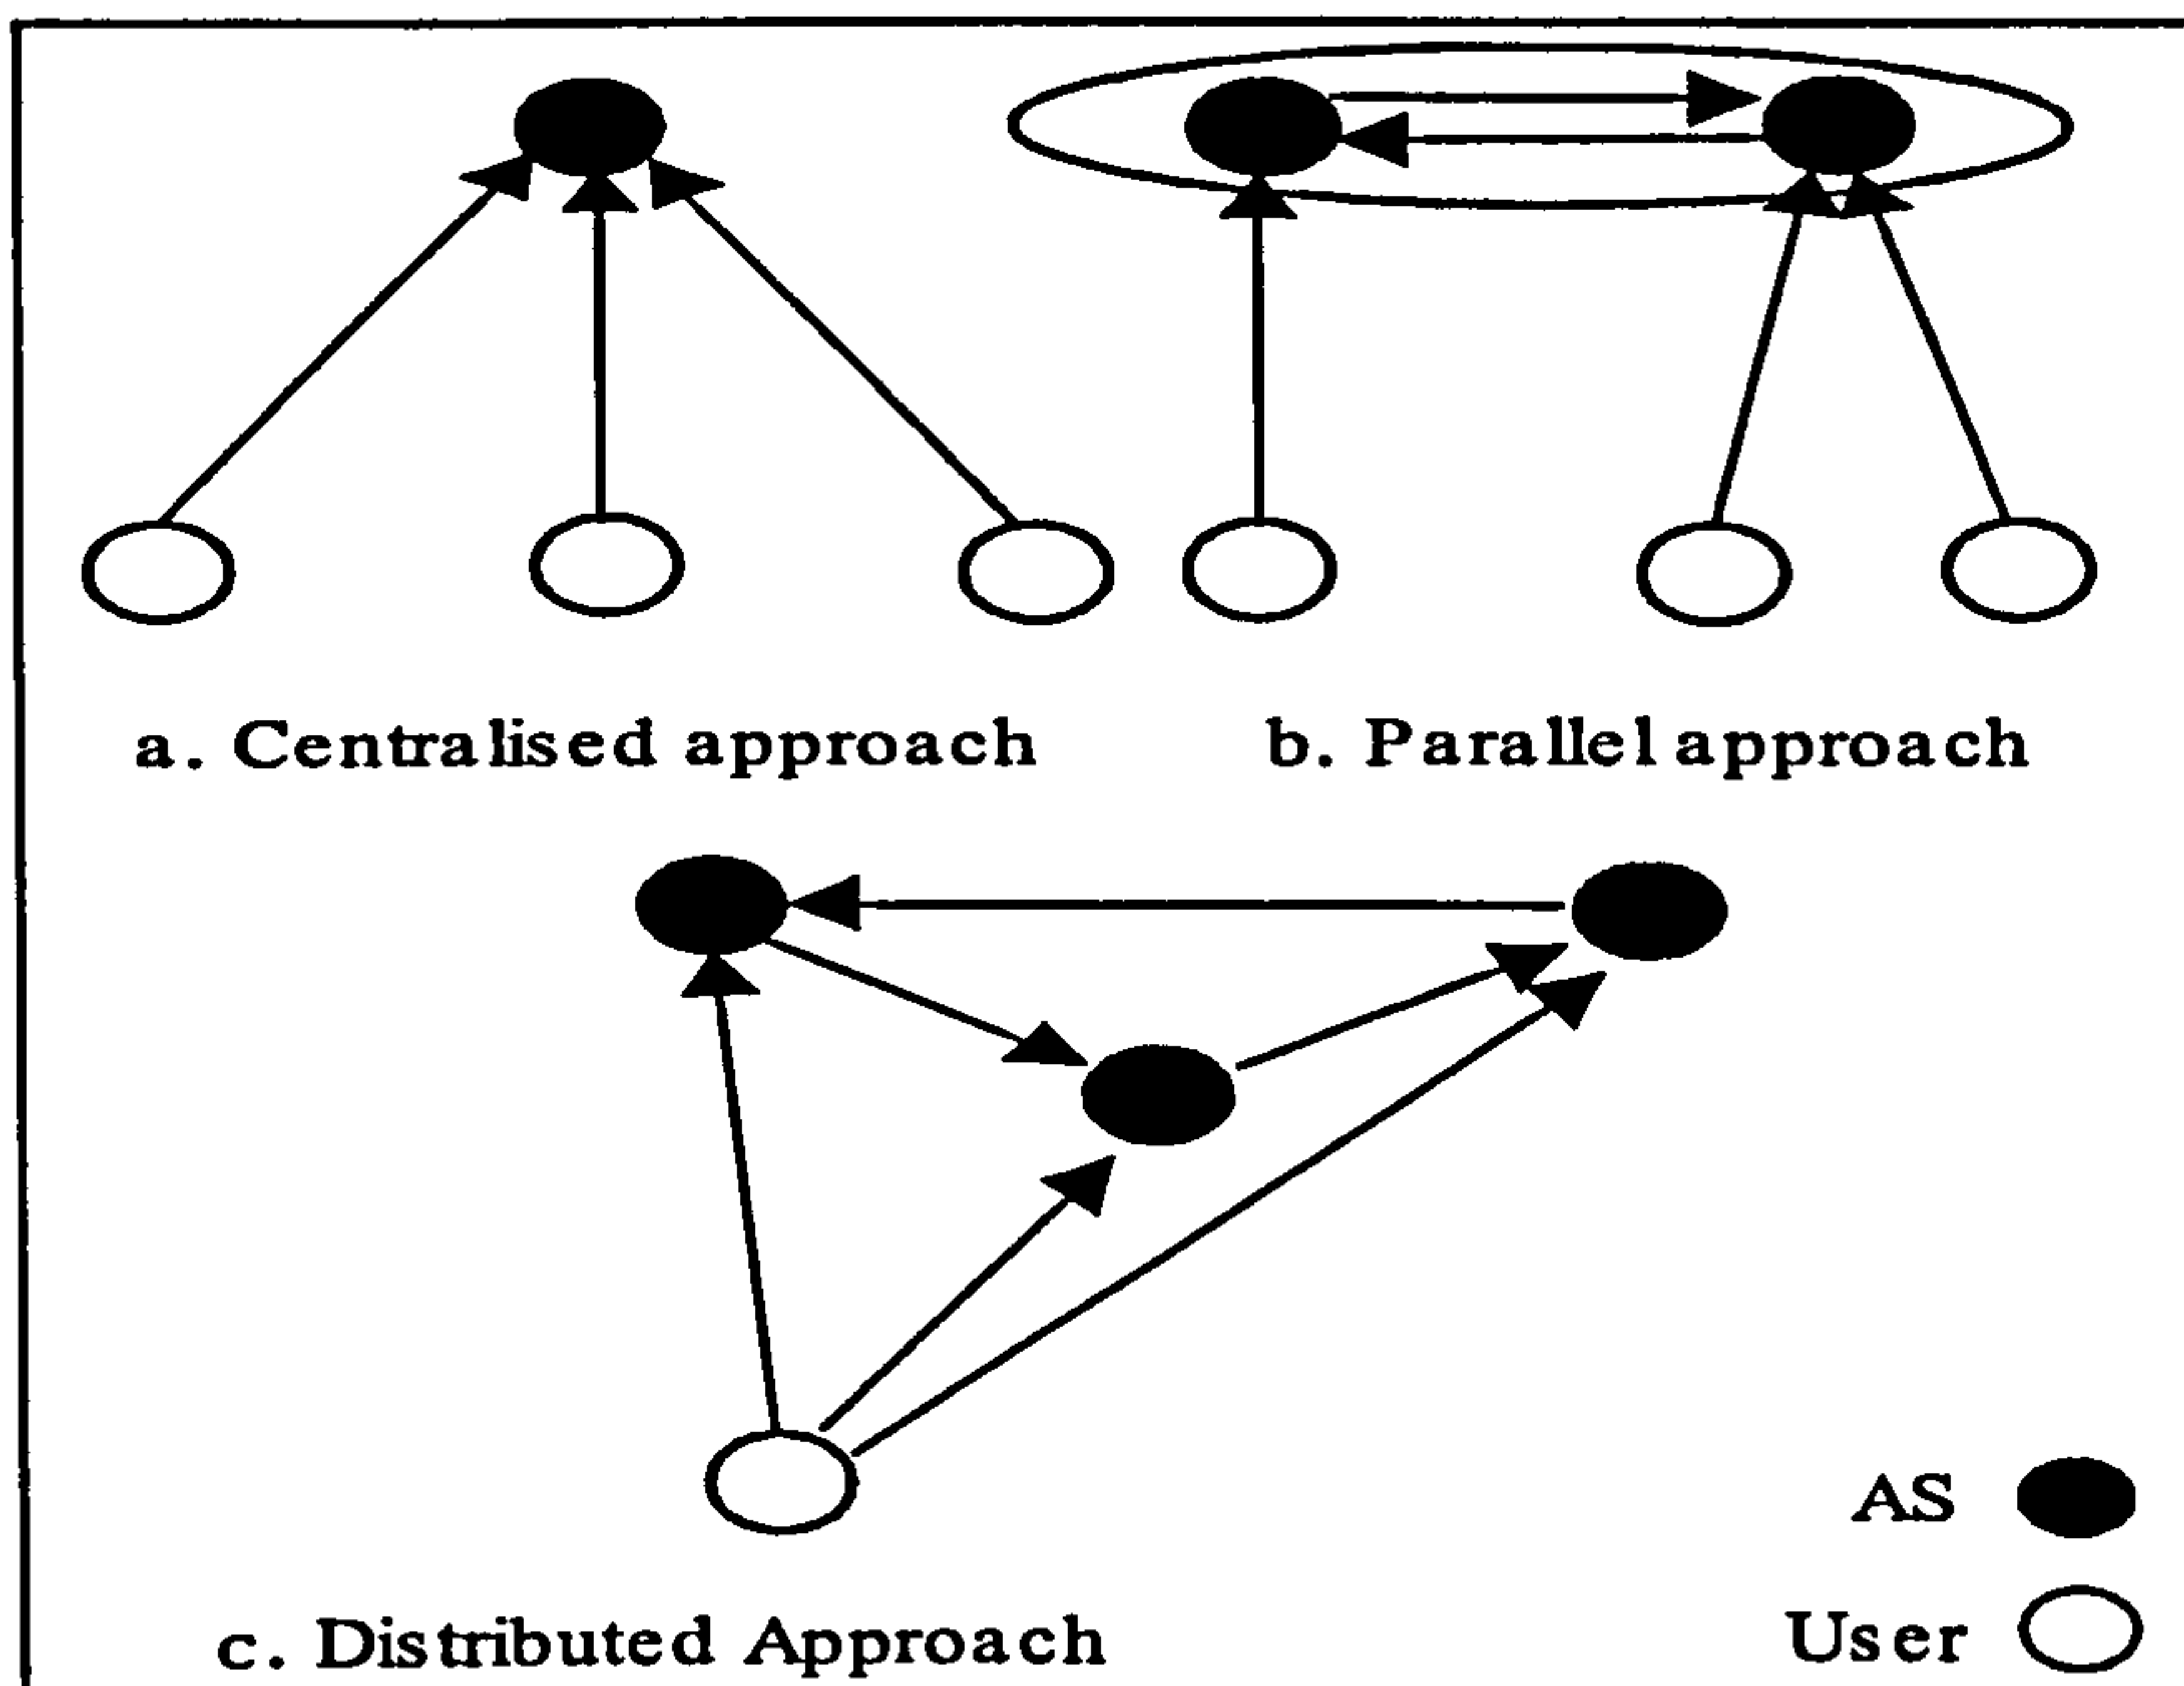 a. Centralised approach
b. Parallel approach
AS
User
c. Distributed Approach